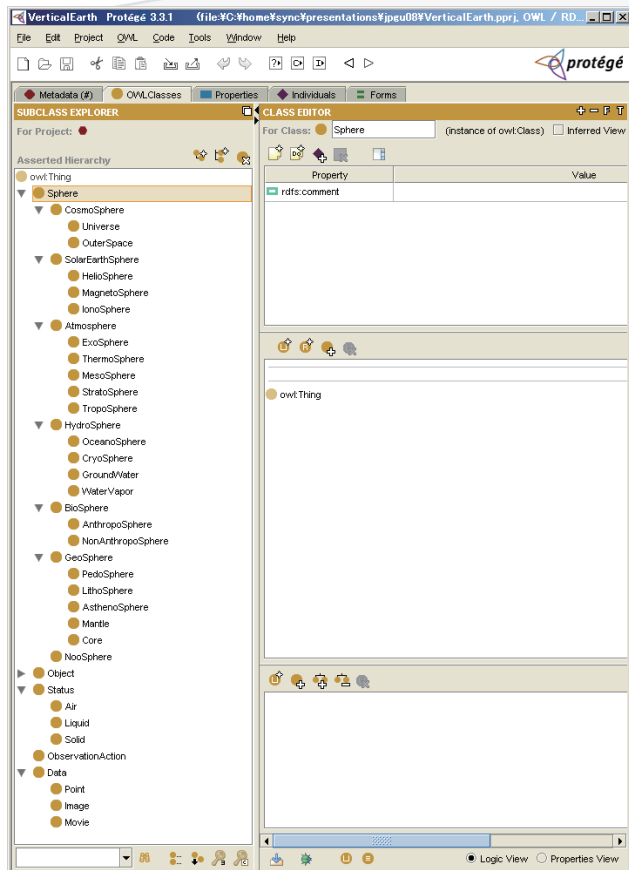 VerticalEarth Protégé 3.3.1 (file:¥C:¥home¥sync¥presentations¥jpgu08¥VerticalEarth.pprj, OWL / RD...
File Edit Project OWL Code Tools Window Help
protégé
Metadata (#) OWLClasses Properties Individuals Forms
SUBCLASS EXPLORER
For Project:
Asserted Hierarchy
owl:Thing
Sphere
CosmoSphere
Universe
OuterSpace
SolarEarthSphere
HelioSphere
MagnetoSphere
IonoSphere
Atmosphere
ExoSphere
ThermoSphere
MesoSphere
StratoSphere
TropoSphere
HydroSphere
OceanoSphere
CryoSphere
GroundWater
WaterVapor
BioSphere
AnthropoSphere
NonAnthropoSphere
GeoSphere
PedoSphere
LithoSphere
AsthenoSphere
Mantle
Core
NooSphere
Object
Status
Air
Liquid
Solid
ObservationAction
Data
Point
Image
Movie
CLASS EDITOR
For Class: Sphere (instance of owl:Class) Inferred View
Property Value
rdfs:comment
owl:Thing
Logic View Properties View